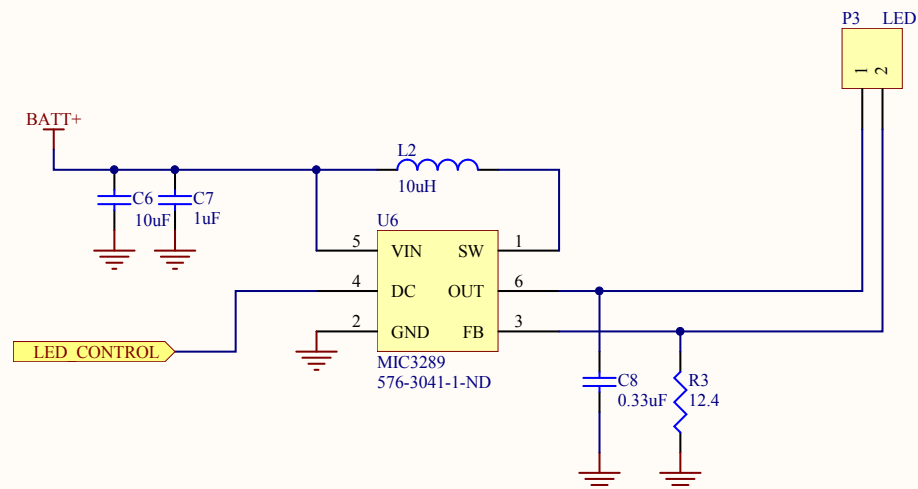 P3 LED
1
2
BATT+
L2
10uH
C6
10uF
C7
1uF
U6
5 VIN SW 1
4 DC OUT 6
2 GND FB 3
LED CONTROL
MIC3289
576-3041-1-ND
C8
0.33uF
R3
12.4